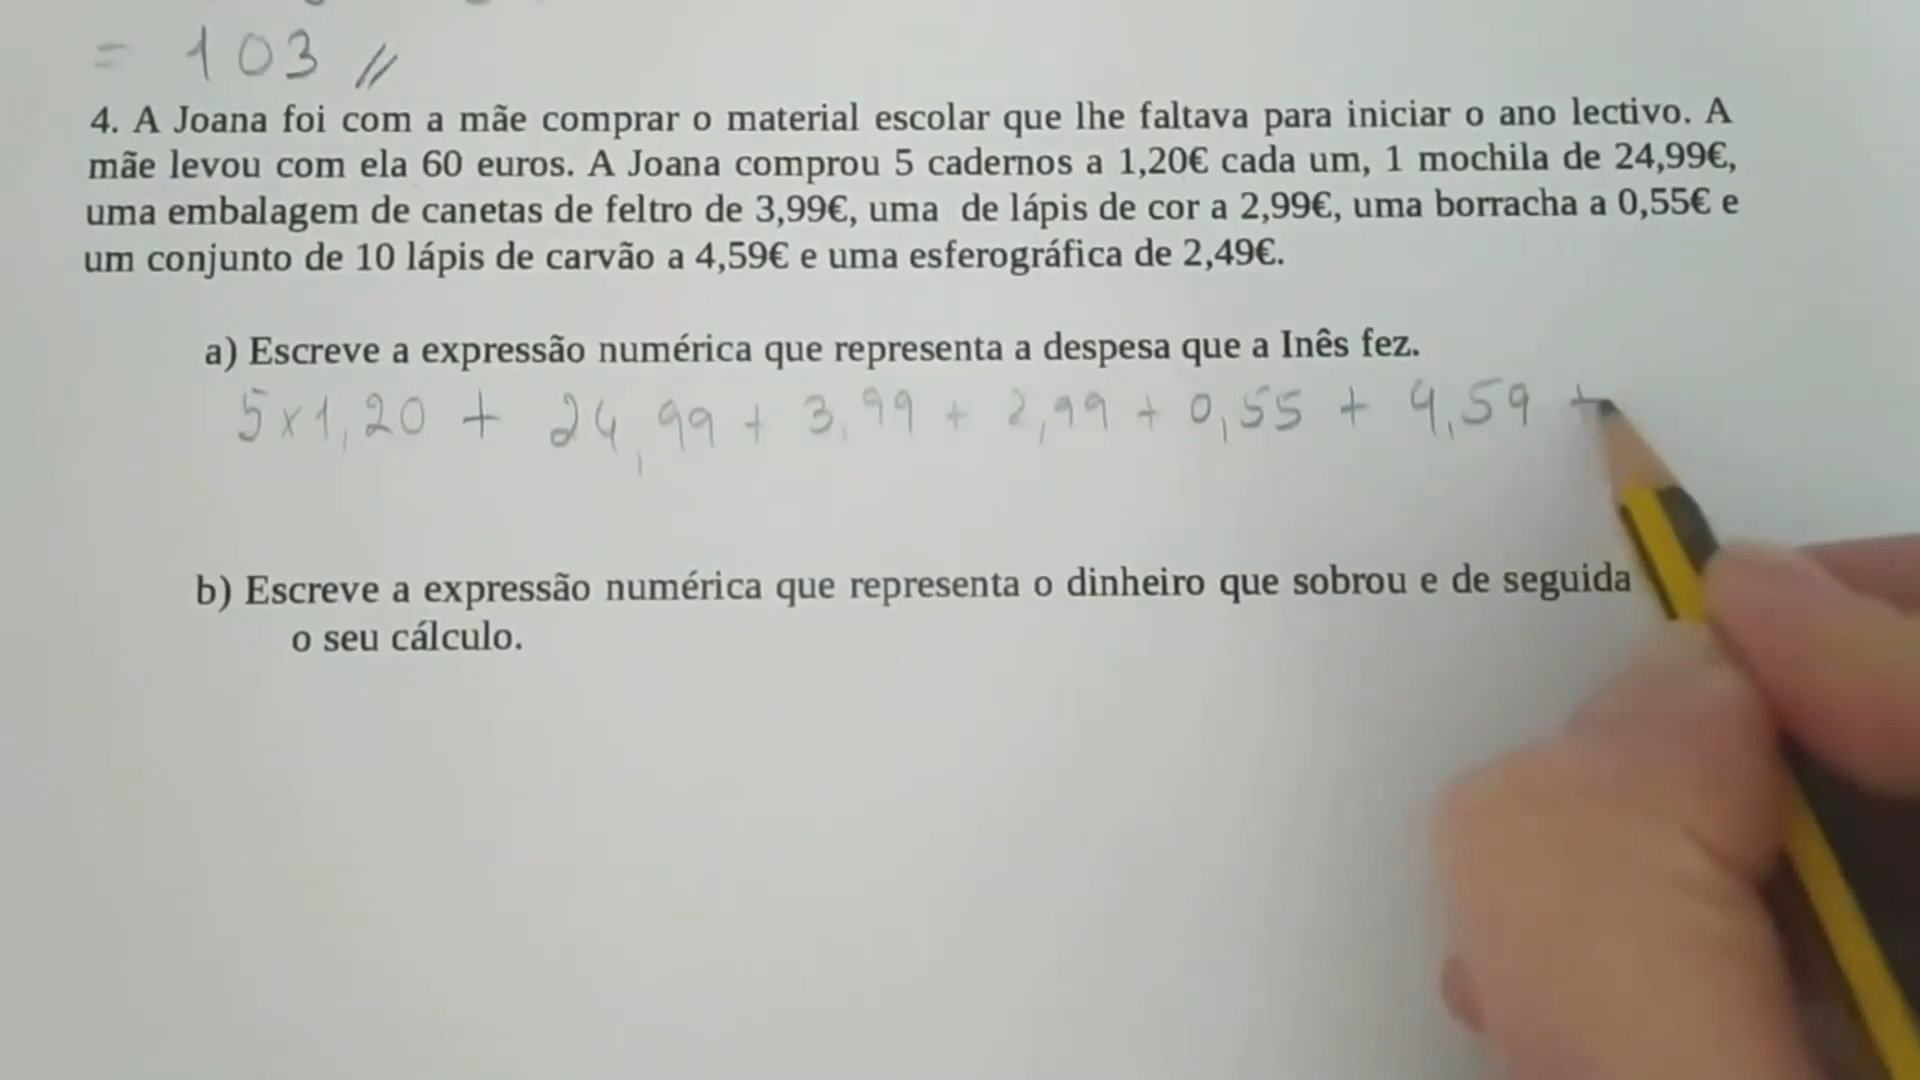 = 103 //
4. A Joana foi com a mãe comprar o material escolar que lhe faltava para iniciar o ano lectivo. A
mãe levou com ela 60 euros. A Joana comprou 5 cadernos a 1,20€ cada um, 1 mochila de 24,99€,
uma embalagem de canetas de feltro de 3,99€, uma de lápis de cor a 2,99€, uma borracha a 0,55€ e
um conjunto de 10 lápis de carvão a 4,59€ e uma esferográfica de 2,49€.
a) Escreve a expressão numérica que representa a despesa que a Inês fez.
5x1,20 + 24,99 + 3,99 + 2,99 + 0,55 + 4,59 +
b) Escreve a expressão numérica que representa o dinheiro que sobrou e de seguida
o seu cálculo.